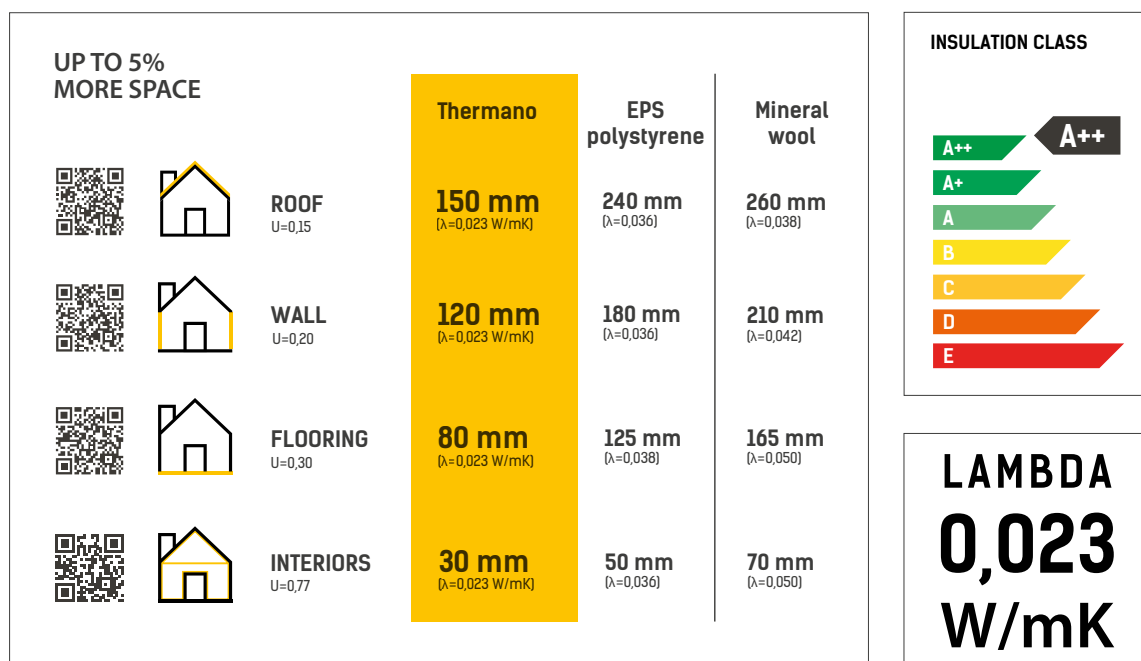 UP TO 5%
MORE SPACE
Thermano
EPS
polystyrene
Mineral
wool
ROOF
U=0,15
150 mm
(λ=0,023 W/mK)
240 mm
(λ=0,036)
260 mm
(λ=0,038)
WALL
U=0,20
120 mm
(λ=0,023 W/mK)
180 mm
(λ=0,036)
210 mm
(λ=0,042)
FLOORING
U=0,30
80 mm
(λ=0,023 W/mK)
125 mm
(λ=0,038)
165 mm
(λ=0,050)
INTERIORS
U=0,77
30 mm
(λ=0,023 W/mK)
50 mm
(λ=0,036)
70 mm
(λ=0,050)
INSULATION CLASS
A++
A++
A+
A
B
C
D
E
LAMBDA
0,023
W/mK